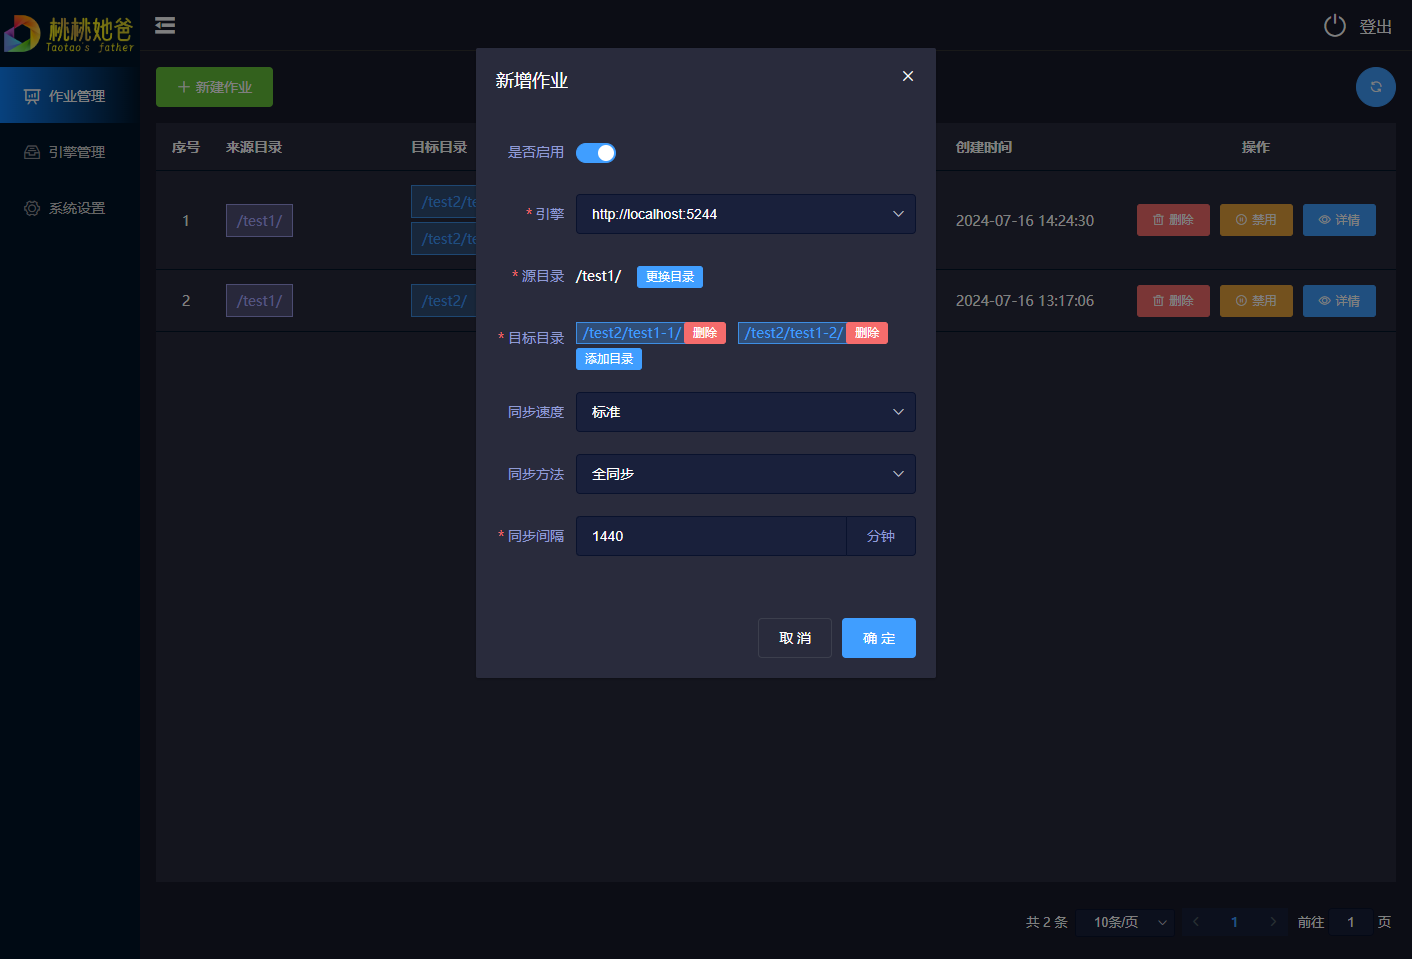 桃桃她爸
Taotao's father
登出
作业管理
引擎管理
系统设置
新建作业
序号 来源目录 目标目录 创建时间 操作
1 /test1/ /test2/te
/test2/te
2024-07-16 14:24:30 删除 禁用 详情
2 /test1/ /test2/ 2024-07-16 13:17:06 删除 禁用 详情
新增作业
是否启用
*引擎 http://localhost:5244
*源目录 /test1/ 更换目录
*目标目录 /test2/test1-1/ 删除 /test2/test1-2/ 删除
添加目录
同步速度 标准
同步方法 全同步
*同步间隔 1440 分钟
取 消 确 定
共 2 条 10条/页 1 前往 1 页